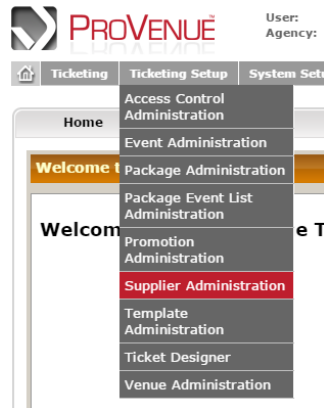 PROVENUE
User:
Agency:
Ticketing
Ticketing Setup
System Setu
Access Control
Administration
Home
Event Administration
Welcome t
Package Administration
Package Event List
Administration
Welcom
e T
Promotion
Administration
Supplier Administration
Template
Administration
Ticket Designer
Venue Administration